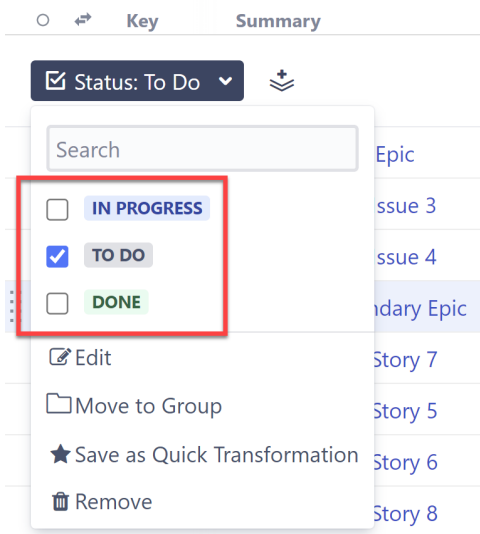 Key Summary
Status: To Do
Search
Epic
IN PROGRESS
ssue 3
TO DO
ssue 4
DONE
ndary Epic
Edit
Story 7
Move to Group
Story 5
Save as Quick Transformation
Story 6
Remove
Story 8